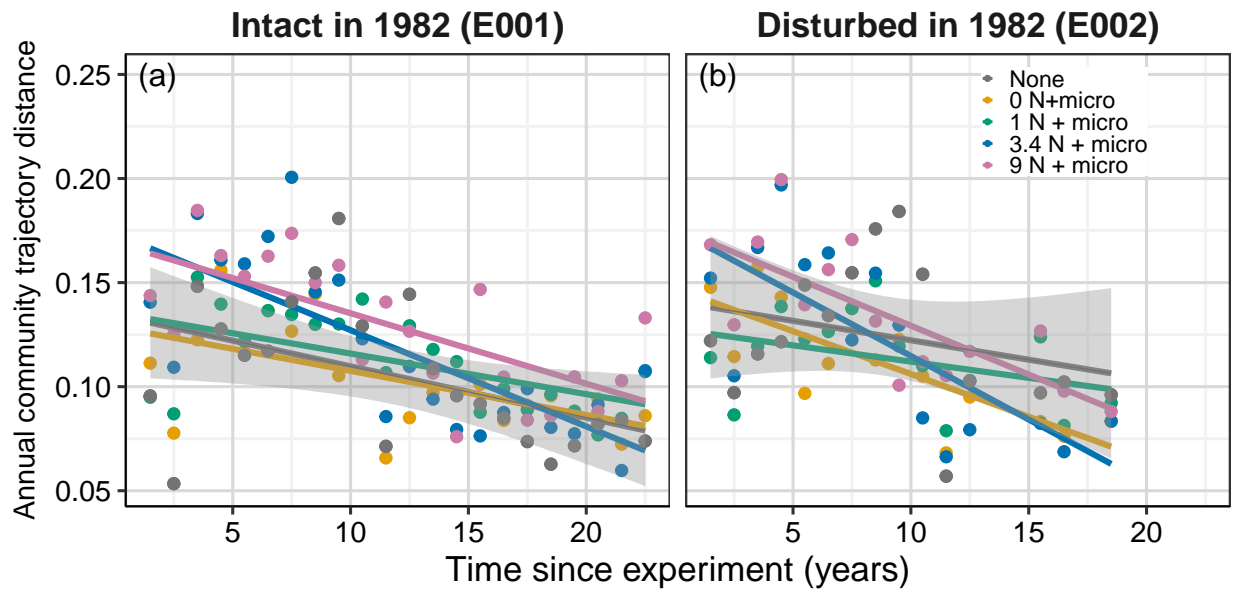 Intact in 1982 (E001)
Disturbed in 1982 (E002)
Annual community trajectory distance
0.25
0.20
0.15
0.10
0.05
(a)
(b)
None
0 N+micro
1 N + micro
3.4 N + micro
9 N + micro
5 10 15 20
5 10 15 20
Time since experiment (years)